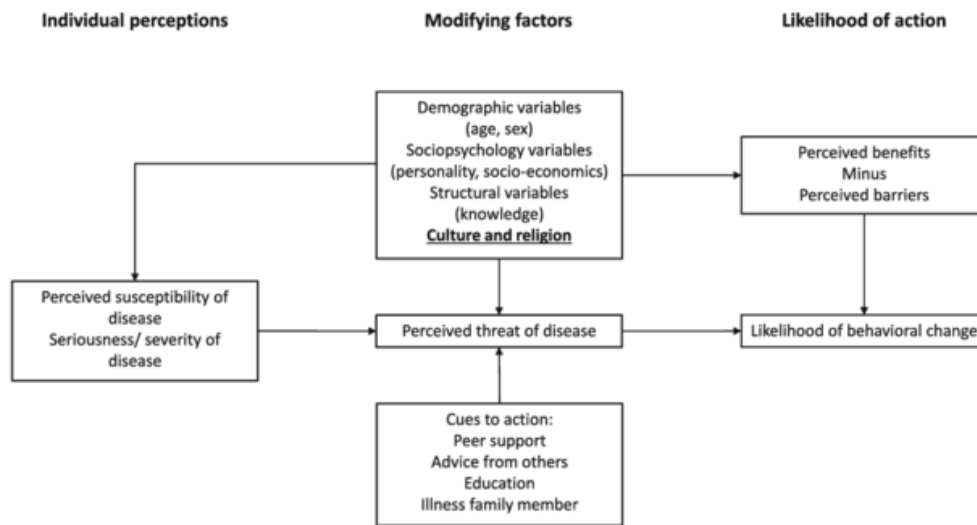 Individual perceptions
Modifying factors
Likelihood of action
Demographic variables
(age, sex)
Sociopsychology variables
(personality, socio-economics)
Structural variables
(knowledge)
Culture and religion
Perceived benefits
Minus
Perceived barriers
Perceived susceptibility of
disease
Seriousness/ severity of
disease
Perceived threat of disease
Likelihood of behavioral change
Cues to action:
Peer support
Advice from others
Education
Illness family member